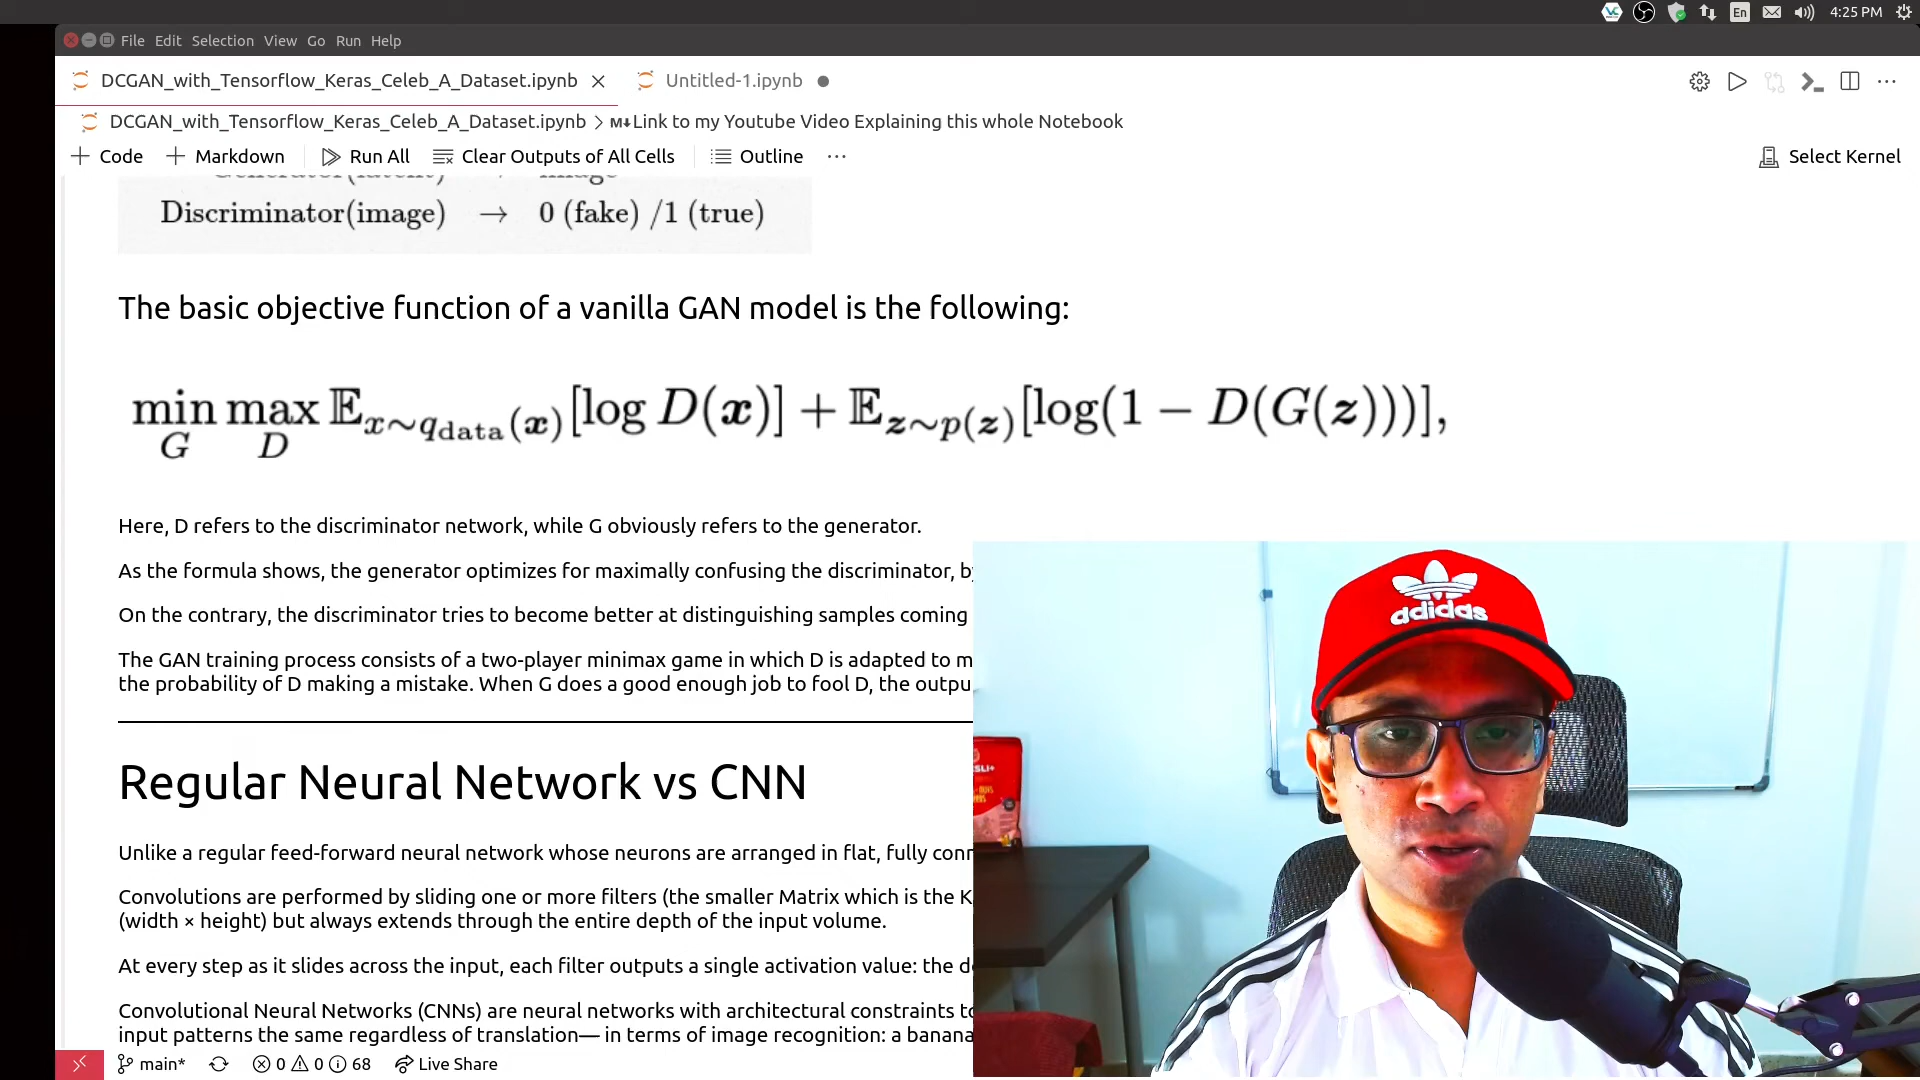 En 4:25 PM
File Edit Selection View Go Run Help
DCGAN_with_Tensorflow_Keras_Celeb_A_Dataset.ipynb Untitled-1.ipynb
DCGAN_with_Tensorflow_Keras_Celeb_A_Dataset.ipynb > M↓Link to my Youtube Video Explaining this whole Notebook
+ Code + Markdown Run All Clear Outputs of All Cells Outline ... Select Kernel
Generator(latent) → image
Discriminator(image) → 0 (fake) /1 (true)
The basic objective function of a vanilla GAN model is the following:
min_G max_D 𝔼_{x∼q_data(x)}[log D(x)] + 𝔼_{z∼p(z)}[log(1 − D(G(z)))],
Here, D refers to the discriminator network, while G obviously refers to the generator.
As the formula shows, the generator optimizes for maximally confusing the discriminator, by
On the contrary, the discriminator tries to become better at distinguishing samples coming
The GAN training process consists of a two-player minimax game in which D is adapted to m
the probability of D making a mistake. When G does a good enough job to fool D, the outpu
Regular Neural Network vs CNN
Unlike a regular feed-forward neural network whose neurons are arranged in flat, fully conn
Convolutions are performed by sliding one or more filters (the smaller Matrix which is the K
(width × height) but always extends through the entire depth of the input volume.
At every step as it slides across the input, each filter outputs a single activation value: the d
Convolutional Neural Networks (CNNs) are neural networks with architectural constraints to
input patterns the same regardless of translation— in terms of image recognition: a banana
main* 0 0 68 Live Share
adidas